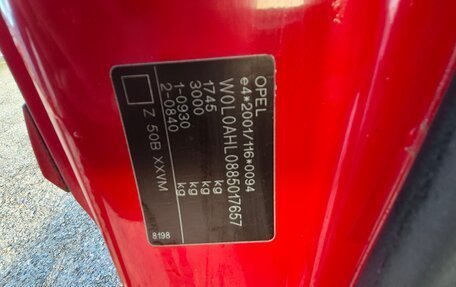 OPEL
e4*2001/116*0094
W0L0AHL0885017657
1745 kg
3000 kg
1-0930 kg
2-0840 kg
Z 50B XXVM
8198